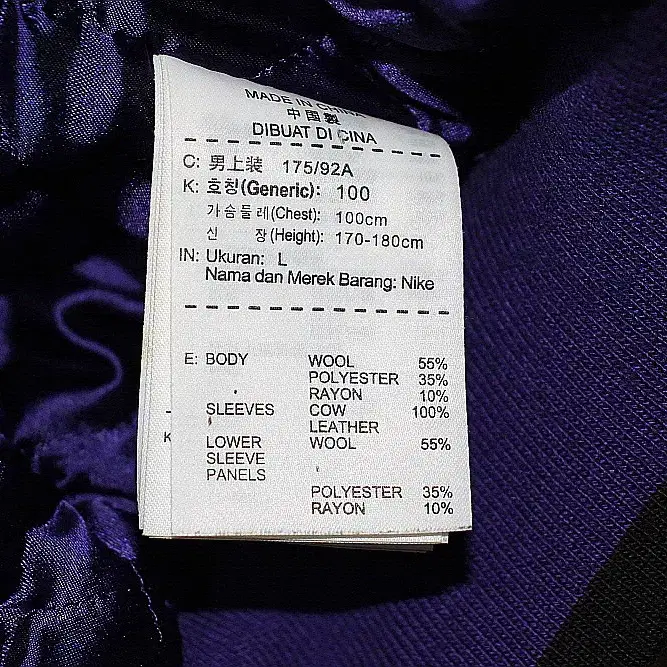 MADE IN CHINA
中国製
DIBUAT DI CINA
C: 男上装 175/92A
K: 호칭(Generic): 100
가슴둘레(Chest): 100cm
신 장(Height): 170-180cm
IN: Ukuran: L
Nama dan Merek Barang: Nike
E: BODY WOOL 55%
POLYESTER 35%
RAYON 10%
SLEEVES COW 100%
LEATHER
LOWER WOOL 55%
SLEEVE
PANELS
POLYESTER 35%
RAYON 10%
K